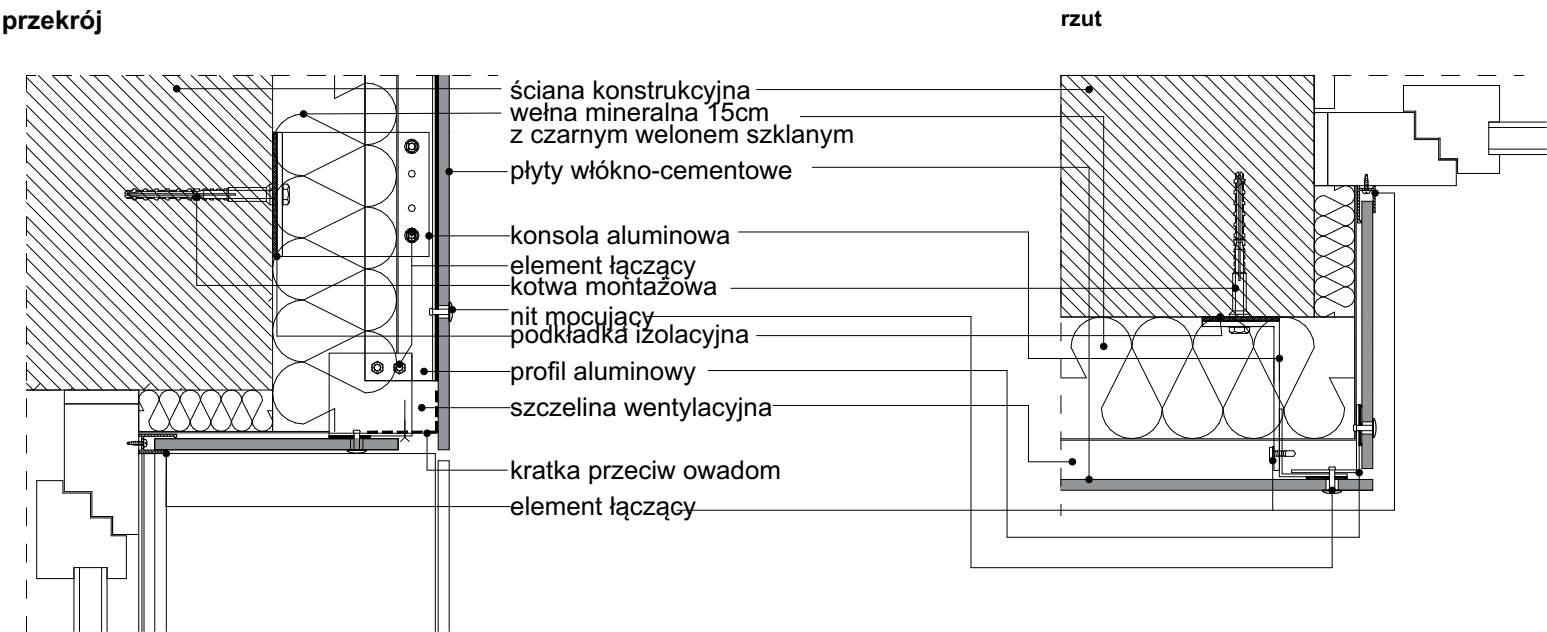 przekrój
rzut
ściana konstrukcyjna
wełna mineralna 15cm
z czarnym welonem szklanym
płyty włókno-cementowe
konsola aluminowa
element łączący
kotwa montażowa
nit mocujący
podkładka izolacyjna
profil aluminowy
szczelina wentylacyjna
kratka przeciw owadom
element łączący